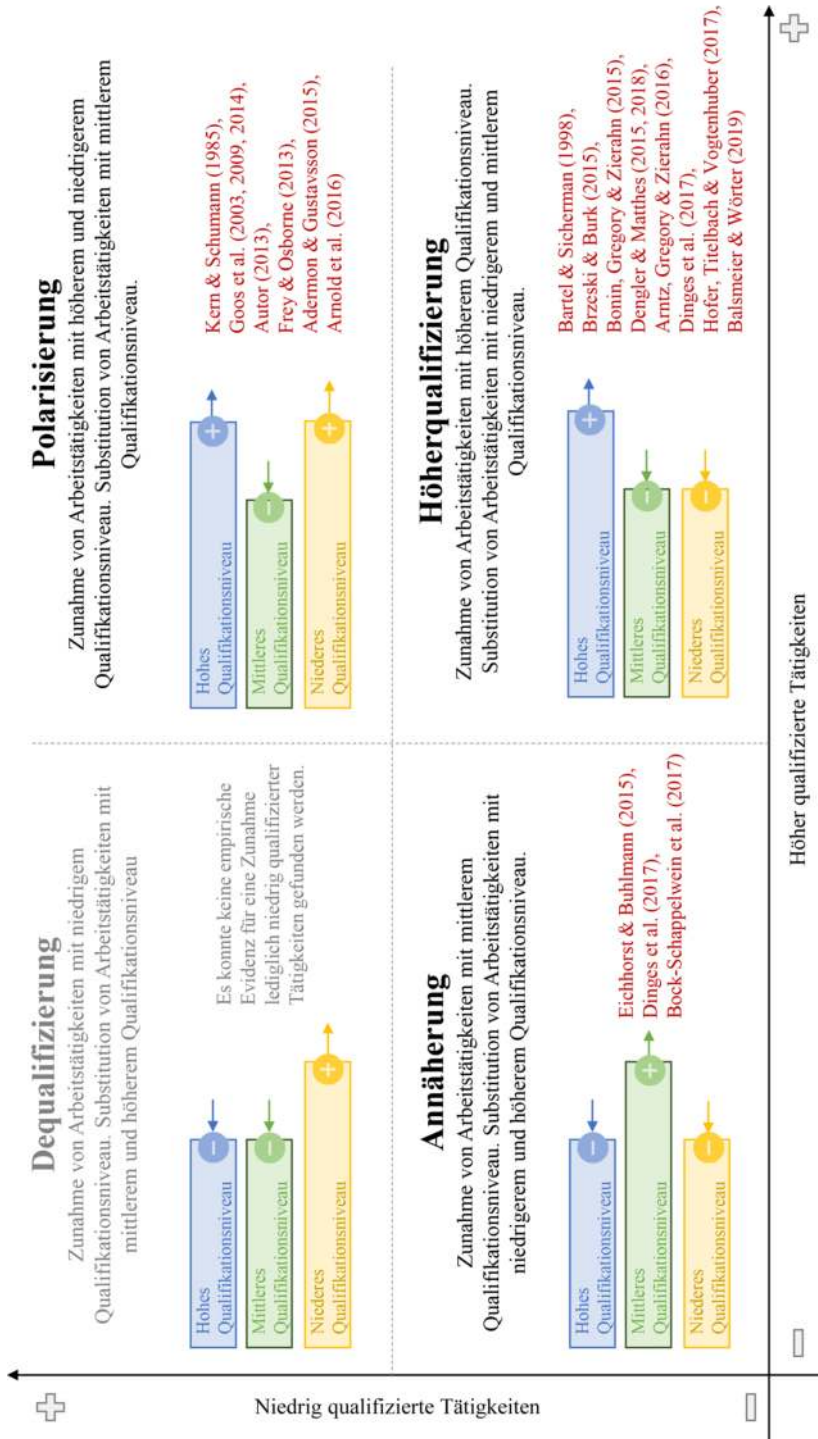 Dequalifizierung
Zunahme von Arbeitstätigkeiten mit niedrigem
Qualifikationsniveau. Substitution von Arbeitstätigkeiten mit
mittlerem und höherem Qualifikationsniveau
Hohes
Qualifikationsniveau
−
Mittleres
Qualifikationsniveau
−
Niederes
Qualifikationsniveau
+
Es konnte keine empirische
Evidenz für eine Zunahme
lediglich niedrig qualifizierter
Tätigkeiten gefunden werden.
Polarisierung
Zunahme von Arbeitstätigkeiten mit höherem und niedrigerem
Qualifikationsniveau. Substitution von Arbeitstätigkeiten mit mittlerem
Qualifikationsniveau.
Hohes
Qualifikationsniveau
+
Mittleres
Qualifikationsniveau
−
Niederes
Qualifikationsniveau
+
Kern & Schumann (1985),
Goos et al. (2003, 2009, 2014),
Autor (2013),
Frey & Osborne (2013),
Adermon & Gustavsson (2015),
Arnold et al. (2016)
Annäherung
Zunahme von Arbeitstätigkeiten mit mittlerem
Qualifikationsniveau. Substitution von Arbeitstätigkeiten mit
niedrigerem und höherem Qualifikationsniveau.
Hohes
Qualifikationsniveau
−
Mittleres
Qualifikationsniveau
+
Niederes
Qualifikationsniveau
−
Eichhorst & Buhlmann (2015),
Dinges et al. (2017),
Bock-Schappelwein et al. (2017)
Höherqualifizierung
Zunahme von Arbeitstätigkeiten mit höherem Qualifikationsniveau.
Substitution von Arbeitstätigkeiten mit niedrigerem und mittlerem
Qualifikationsniveau.
Hohes
Qualifikationsniveau
+
Mittleres
Qualifikationsniveau
−
Niederes
Qualifikationsniveau
−
Bartel & Sicherman (1998),
Brzeski & Burk (2015),
Bonin, Gregory & Zierahn (2015),
Dengler & Matthes (2015, 2018),
Arntz, Gregory & Zierahn (2016),
Dinges et al. (2017),
Hofer, Titelbach & Vogtenhuber (2017),
Balsmeier & Wörter (2019)
+
Niedrig qualifizierte Tätigkeiten
−
−
Höher qualifizierte Tätigkeiten
+